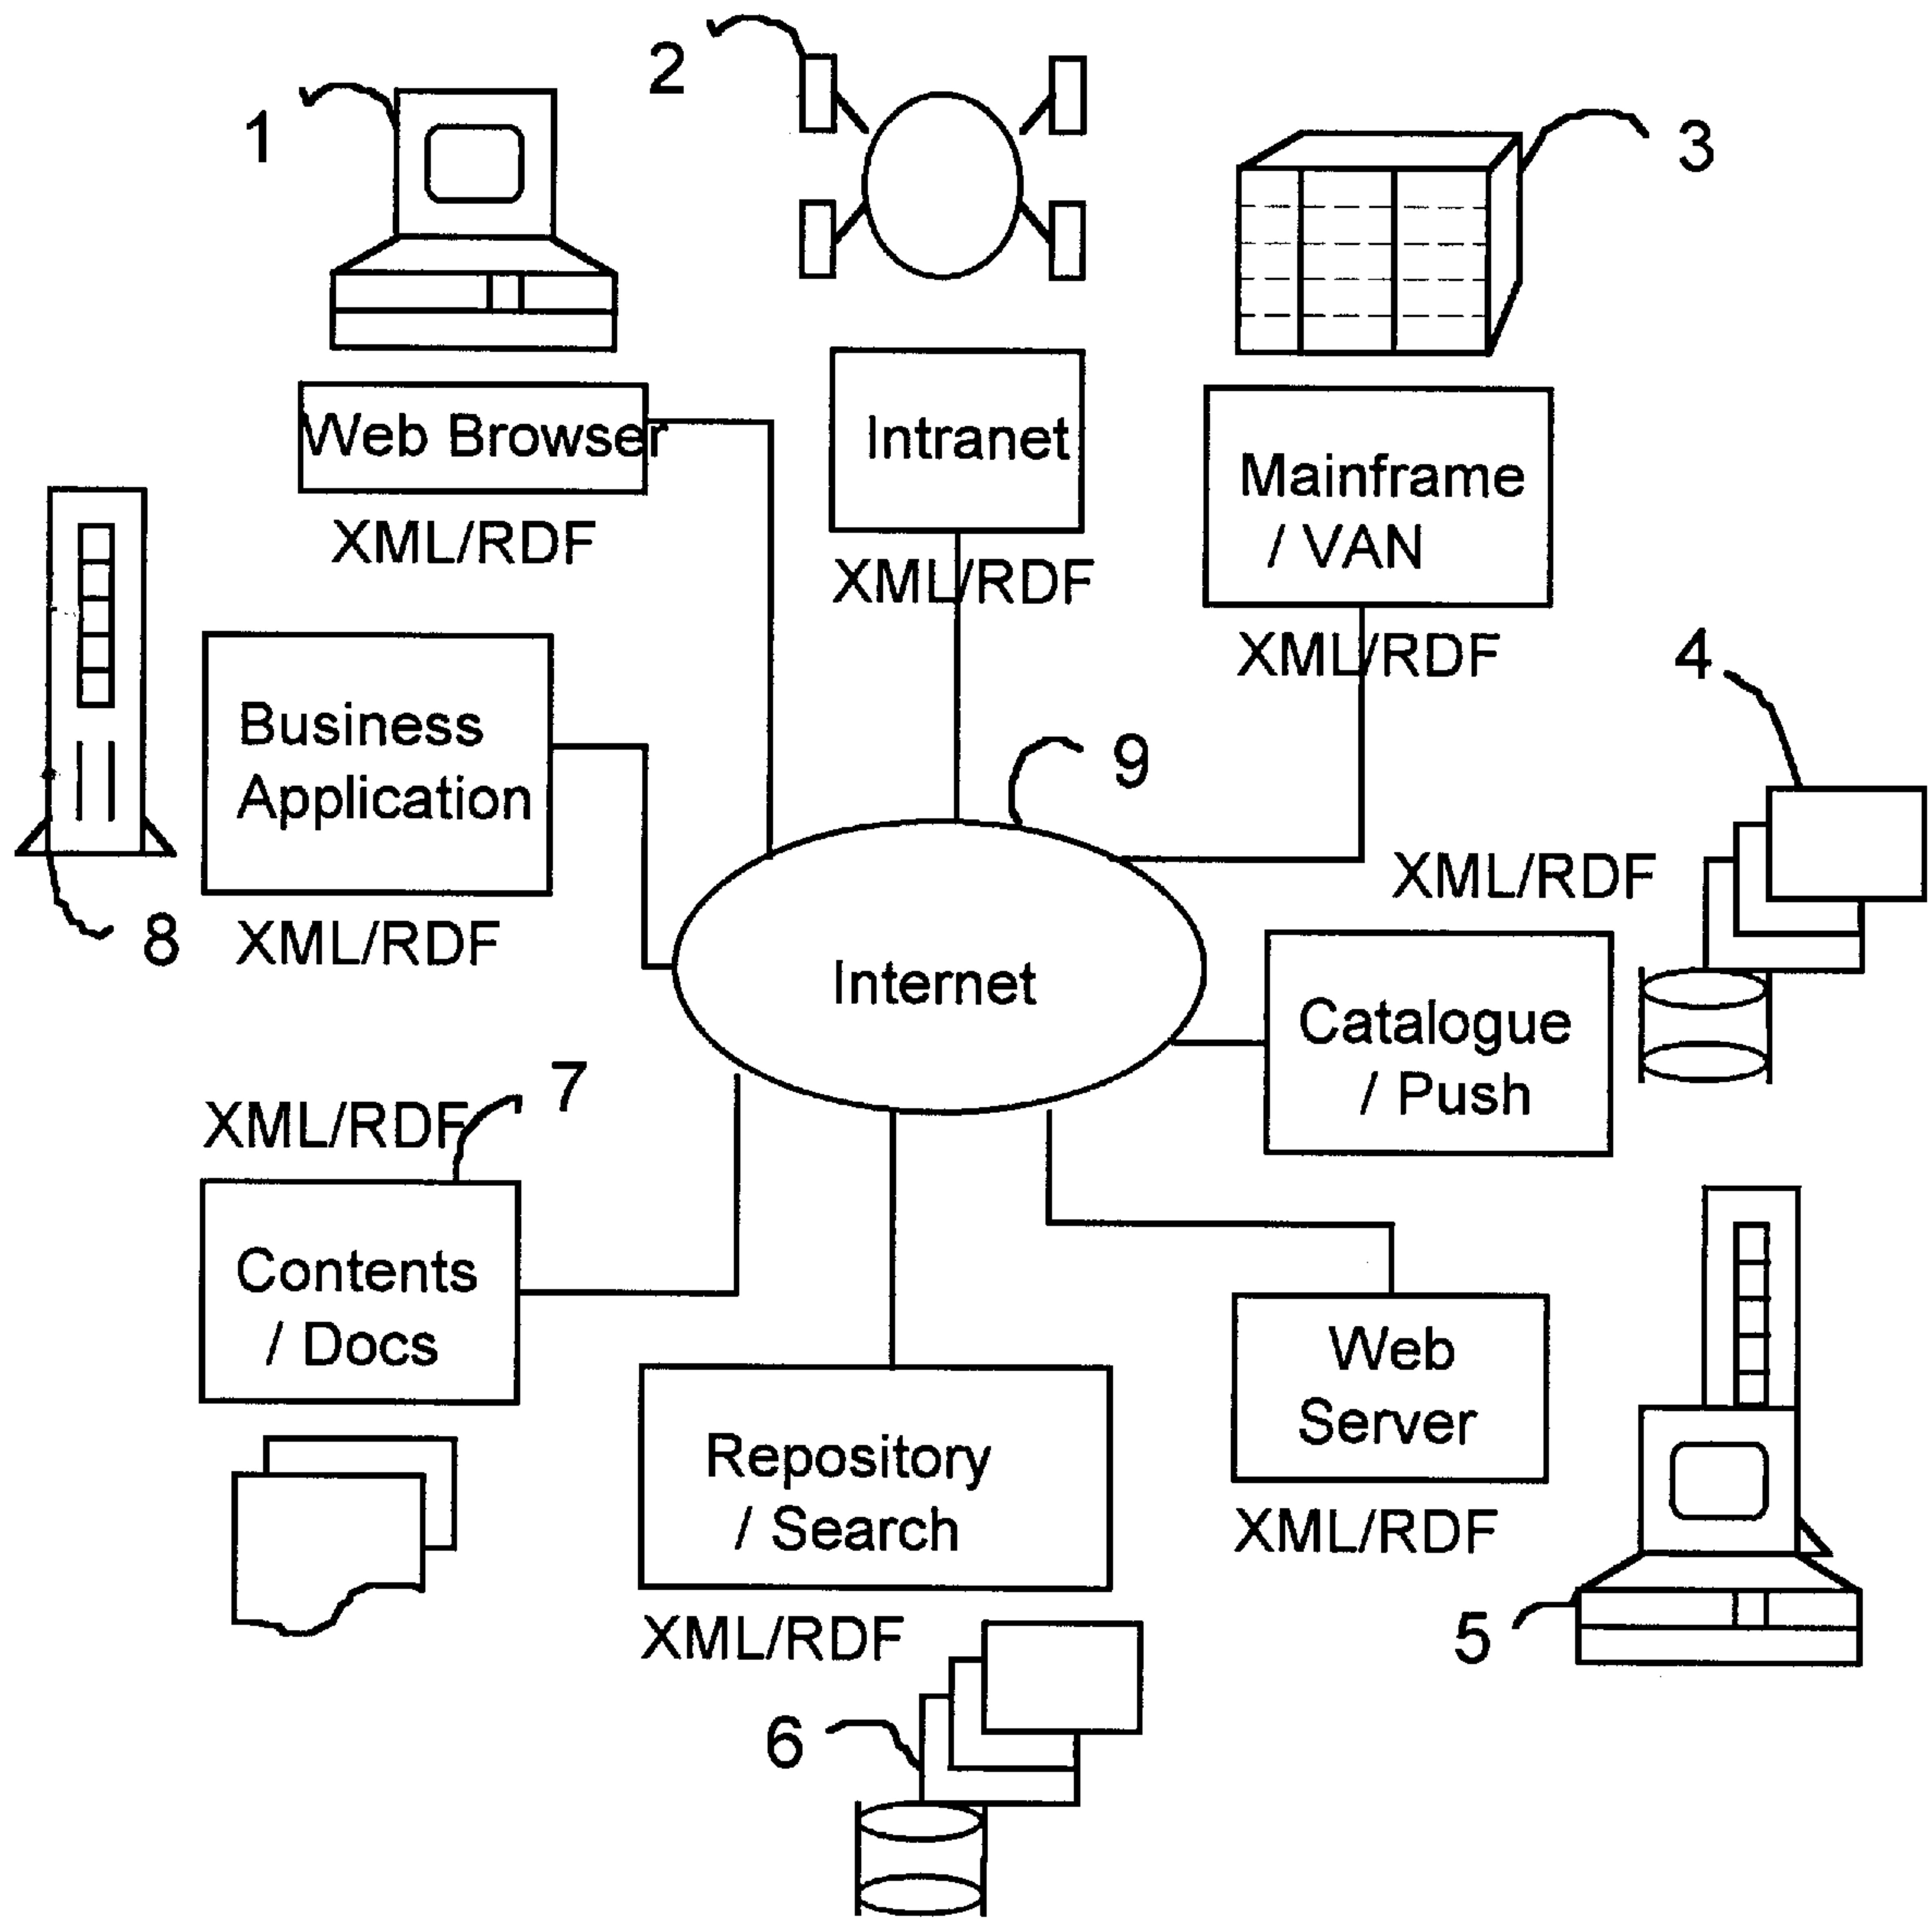 2
1
3
Web Browser
XML/RDF
Intranet
XML/RDF
Mainframe
/ VAN
XML/RDF
4
Business
Application
XML/RDF
8
9
XML/RDF
Internet
Catalogue
/ Push
7
XML/RDF
Contents
/ Docs
Web
Server
XML/RDF
5
Repository
/ Search
XML/RDF
6